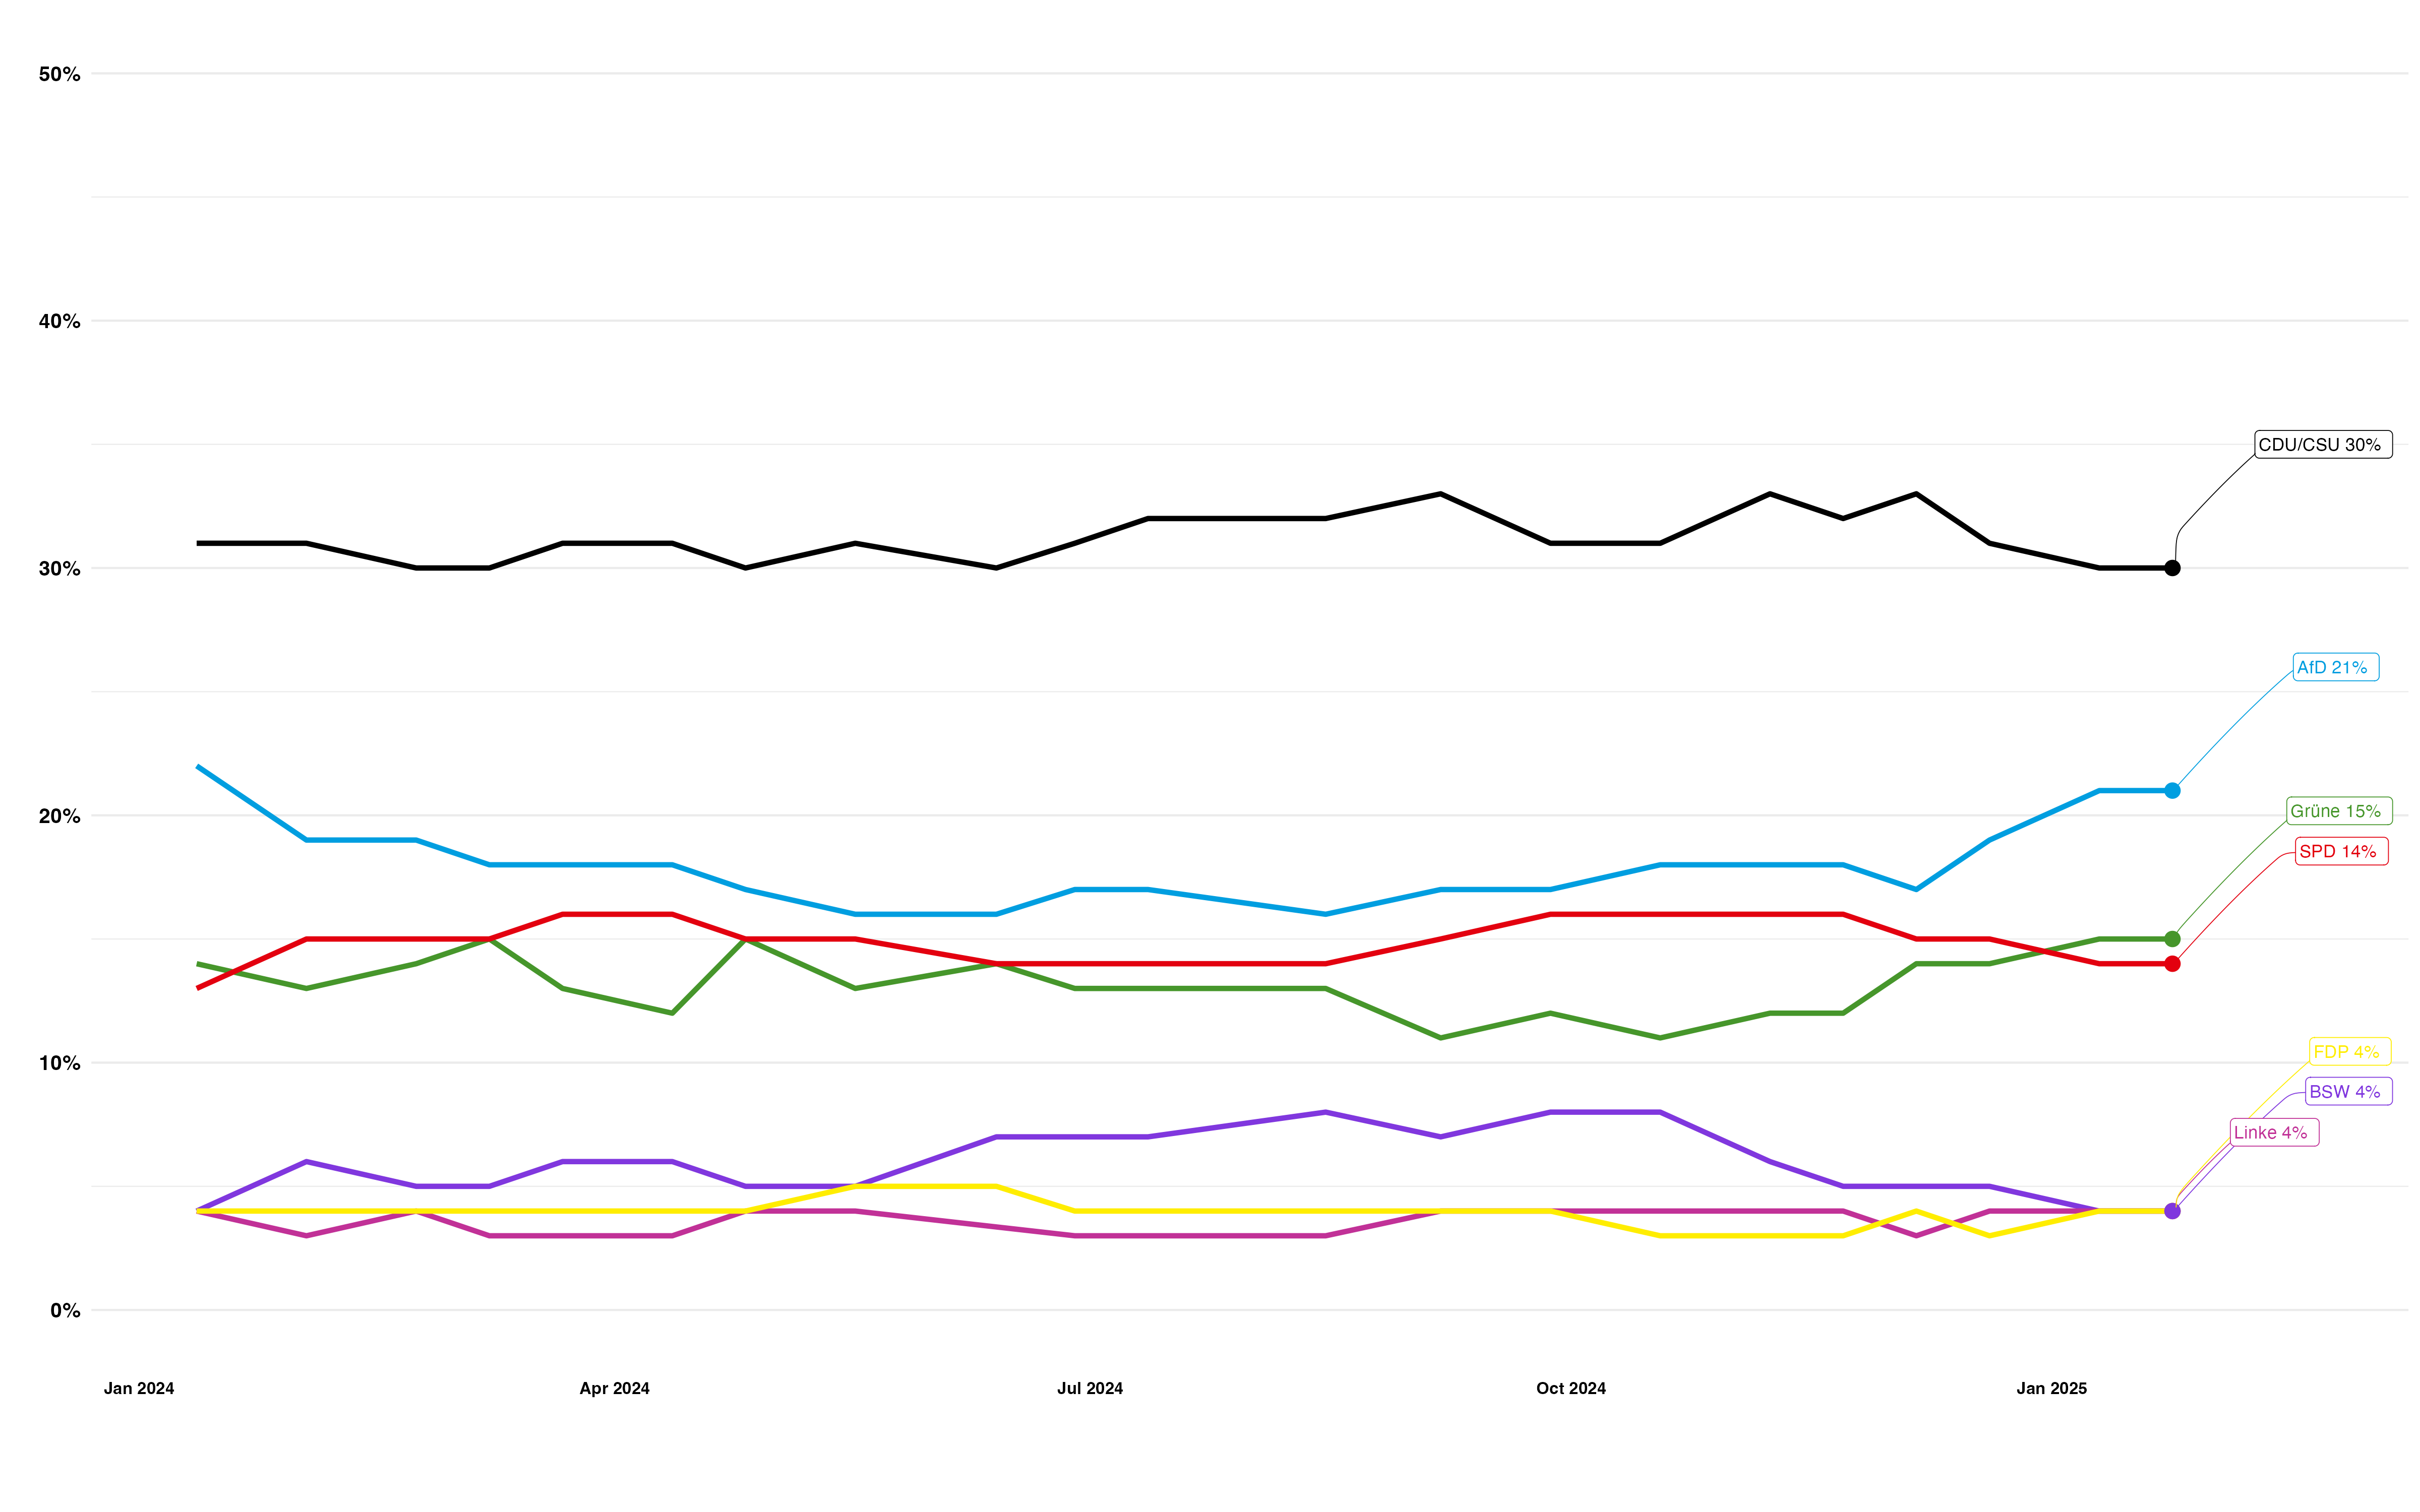 50%
40%
30%
20%
10%
0%
CDU/CSU 30%
AfD 21%
Grüne 15%
SPD 14%
FDP 4%
BSW 4%
Linke 4%
Jan 2024
Apr 2024
Jul 2024
Oct 2024
Jan 2025